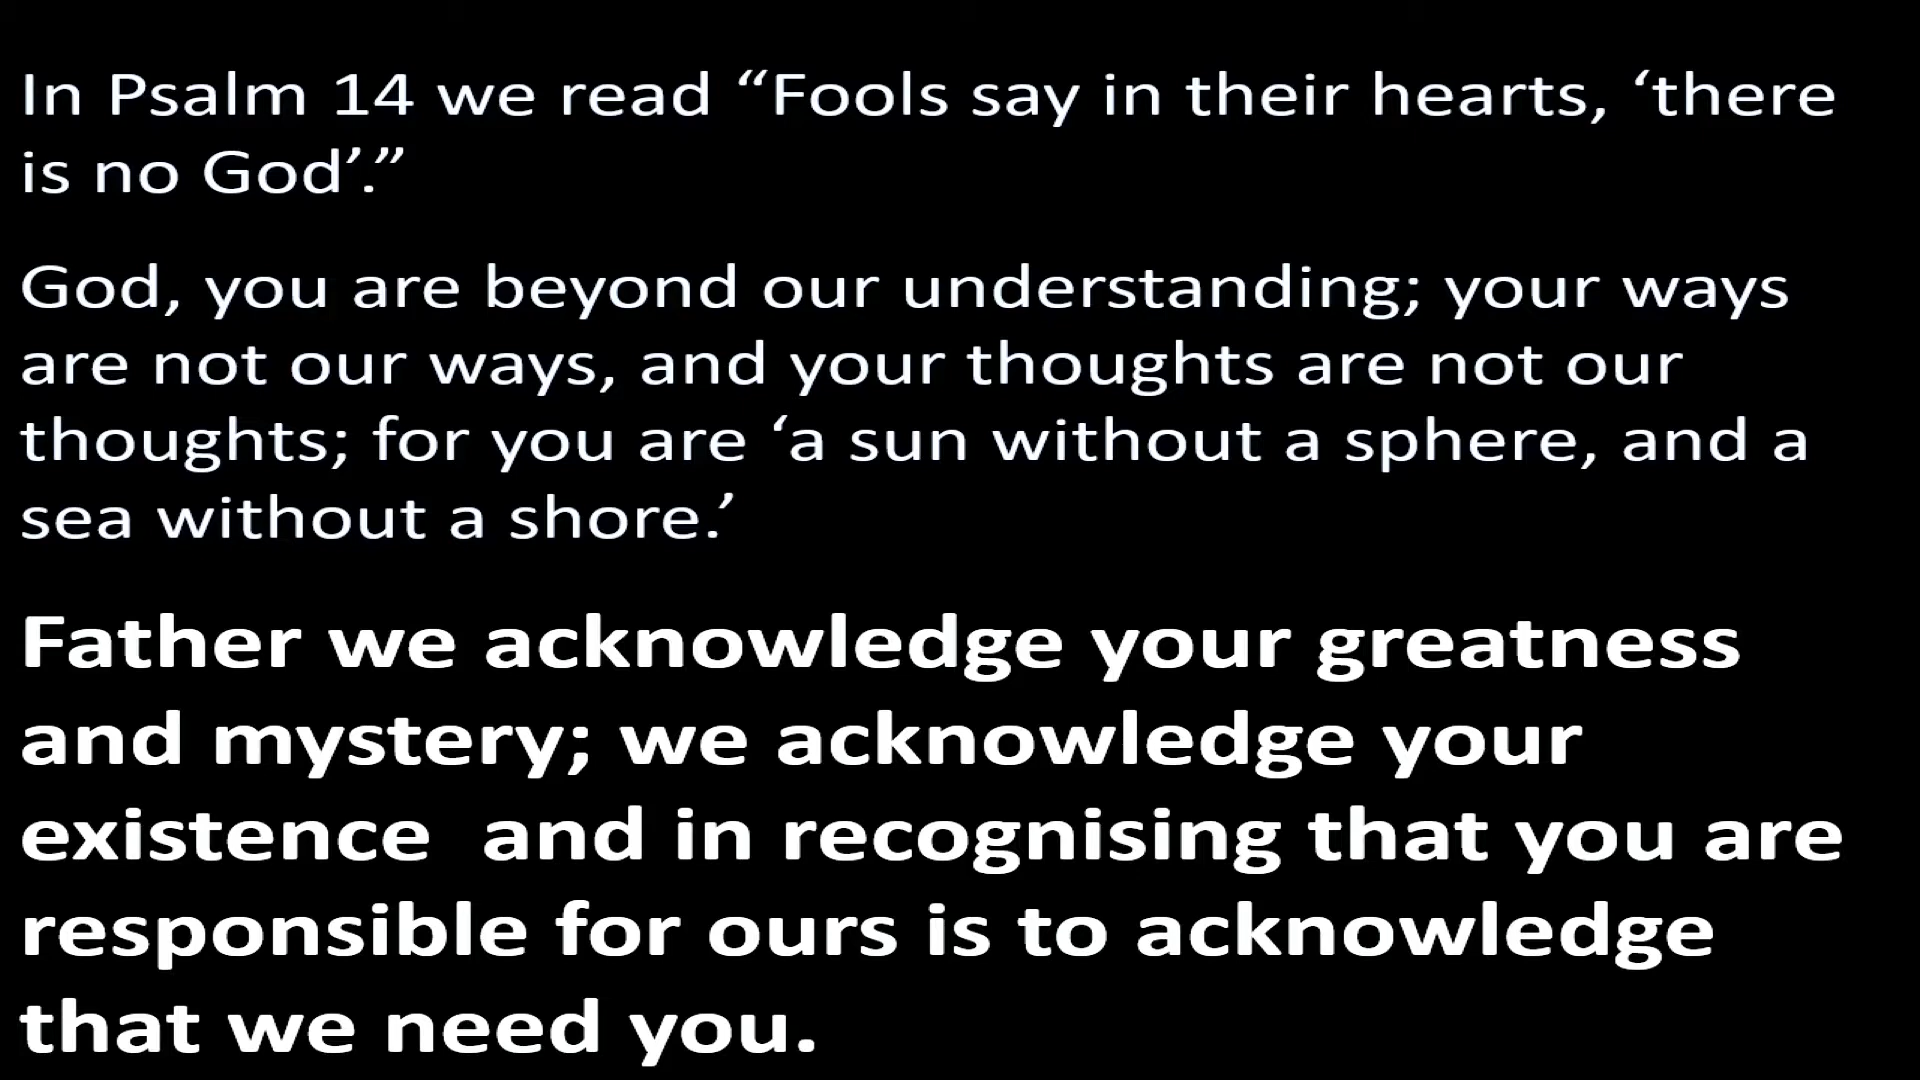 In Psalm 14 we read “Fools say in their hearts, ‘there
is no God’.”
God, you are beyond our understanding; your ways
are not our ways, and your thoughts are not our
thoughts; for you are ‘a sun without a sphere, and a
sea without a shore.’
Father we acknowledge your greatness
and mystery; we acknowledge your
existence  and in recognising that you are
responsible for ours is to acknowledge
that we need you.